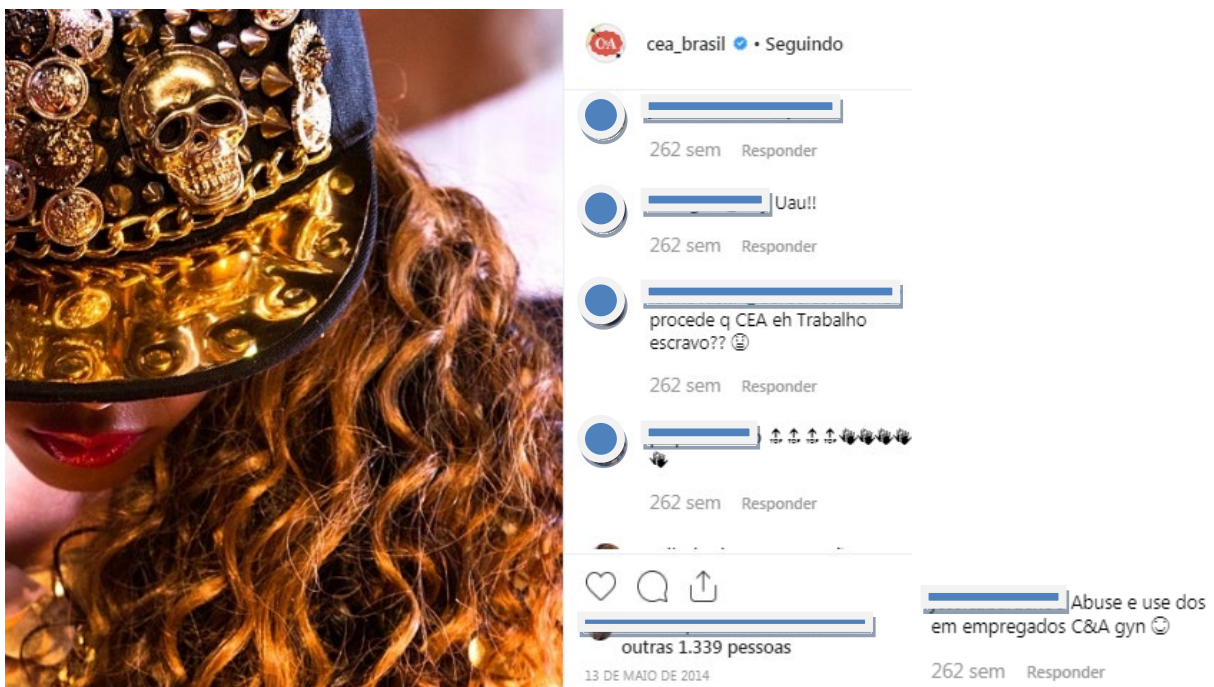 C&A
cea_brasil • Seguindo
262 sem Responder
Uau!!
262 sem Responder
procede q CEA eh Trabalho
escravo??
262 sem Responder
262 sem Responder
outras 1.339 pessoas
13 DE MAIO DE 2014
Abuse e use dos
em empregados C&A gyn
262 sem Responder